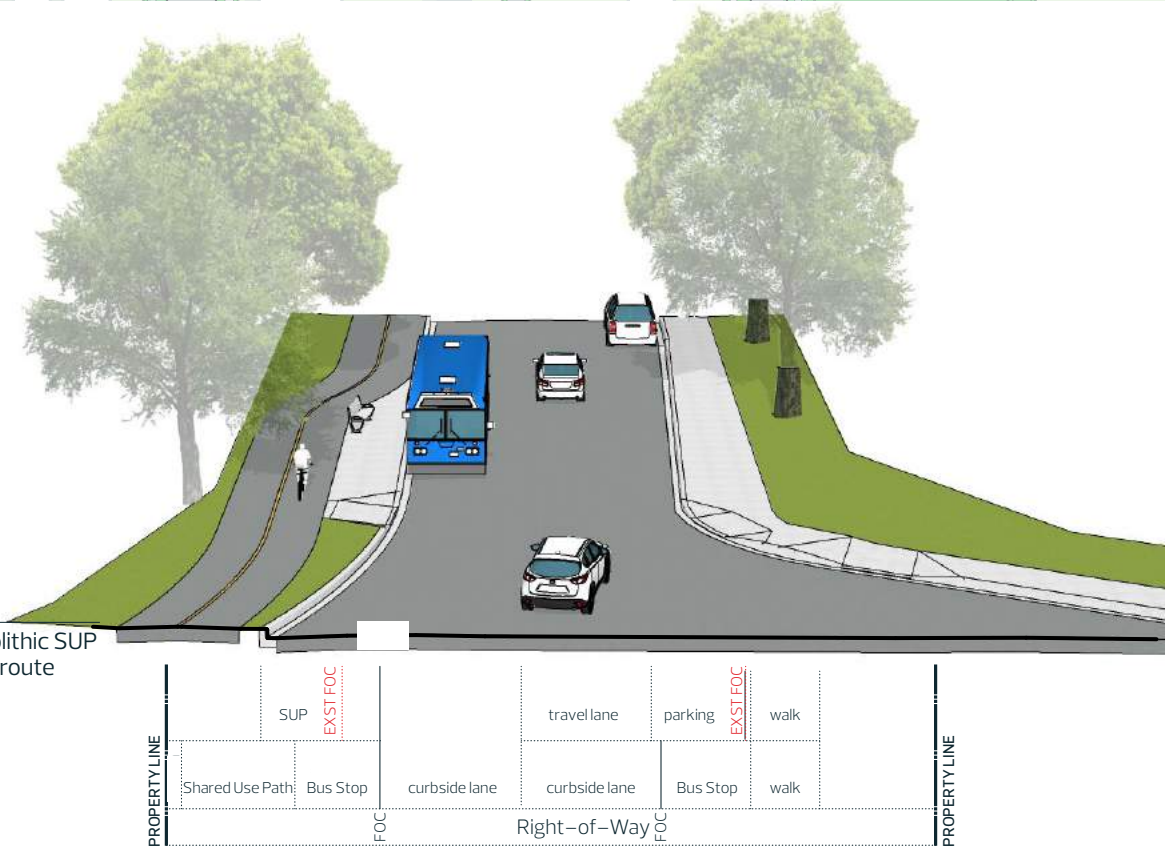 olithic SUP
route
PROPERTY LINE
SUP
EXST FOC
travel lane
parking
EXST FOC
walk
PROPERTY LINE
Shared Use Path
Bus Stop
curbside lane
curbside lane
Bus Stop
walk
FOC
Right-of-Way
FOC